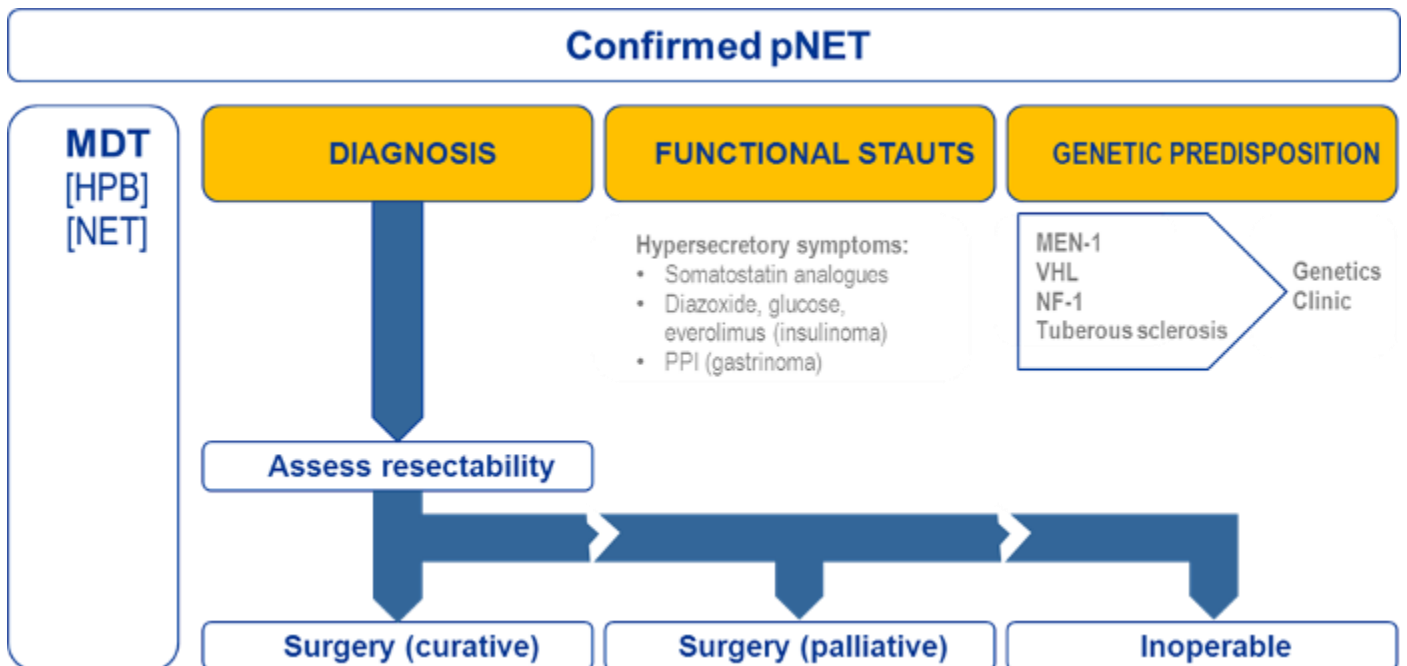 Confirmed pNET
MDT
[HPB]
[NET]
DIAGNOSIS
FUNCTIONAL STAUTS
GENETIC PREDISPOSITION
Hypersecretory symptoms:
• Somatostatin analogues
• Diazoxide, glucose,
everolimus (insulinoma)
• PPI (gastrinoma)
MEN-1
VHL
NF-1
Tuberous sclerosis
Genetics
Clinic
Assess resectability
Surgery (curative)
Surgery (palliative)
Inoperable